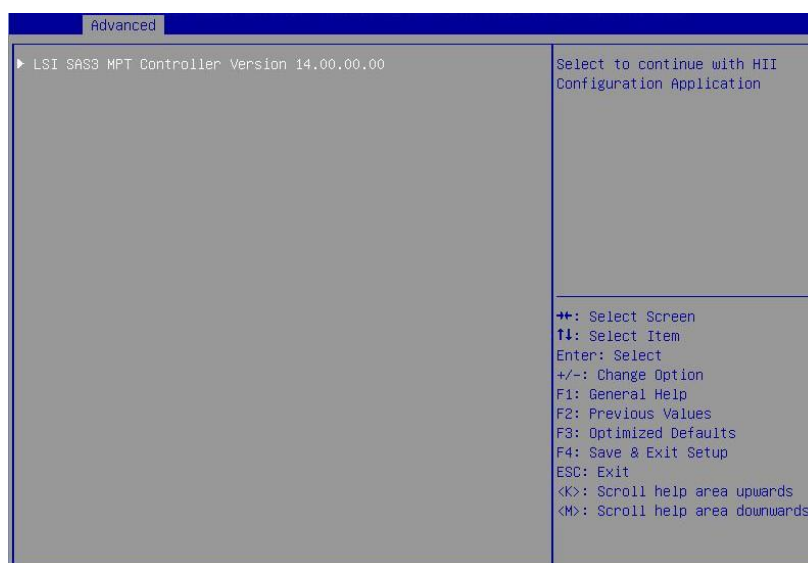 Advanced
▶ LSI SAS3 MPT Controller Version 14.00.00.00
Select to continue with HII
Configuration Application
→←: Select Screen
↑↓: Select Item
Enter: Select
+/-: Change Option
F1: General Help
F2: Previous Values
F3: Optimized Defaults
F4: Save & Exit Setup
ESC: Exit
<K>: Scroll help area upwards
<M>: Scroll help area downwards